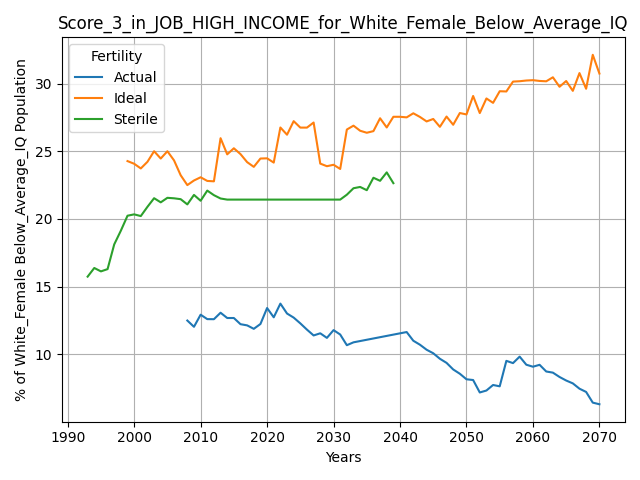 Score_3_in_JOB_HIGH_INCOME_for_White_Female_Below_Average_IQ
Fertility
Actual
Ideal
Sterile
% of White_Female Below_Average_IQ Population
30
25
20
15
10
1990 2000 2010 2020 2030 2040 2050 2060 2070
Years